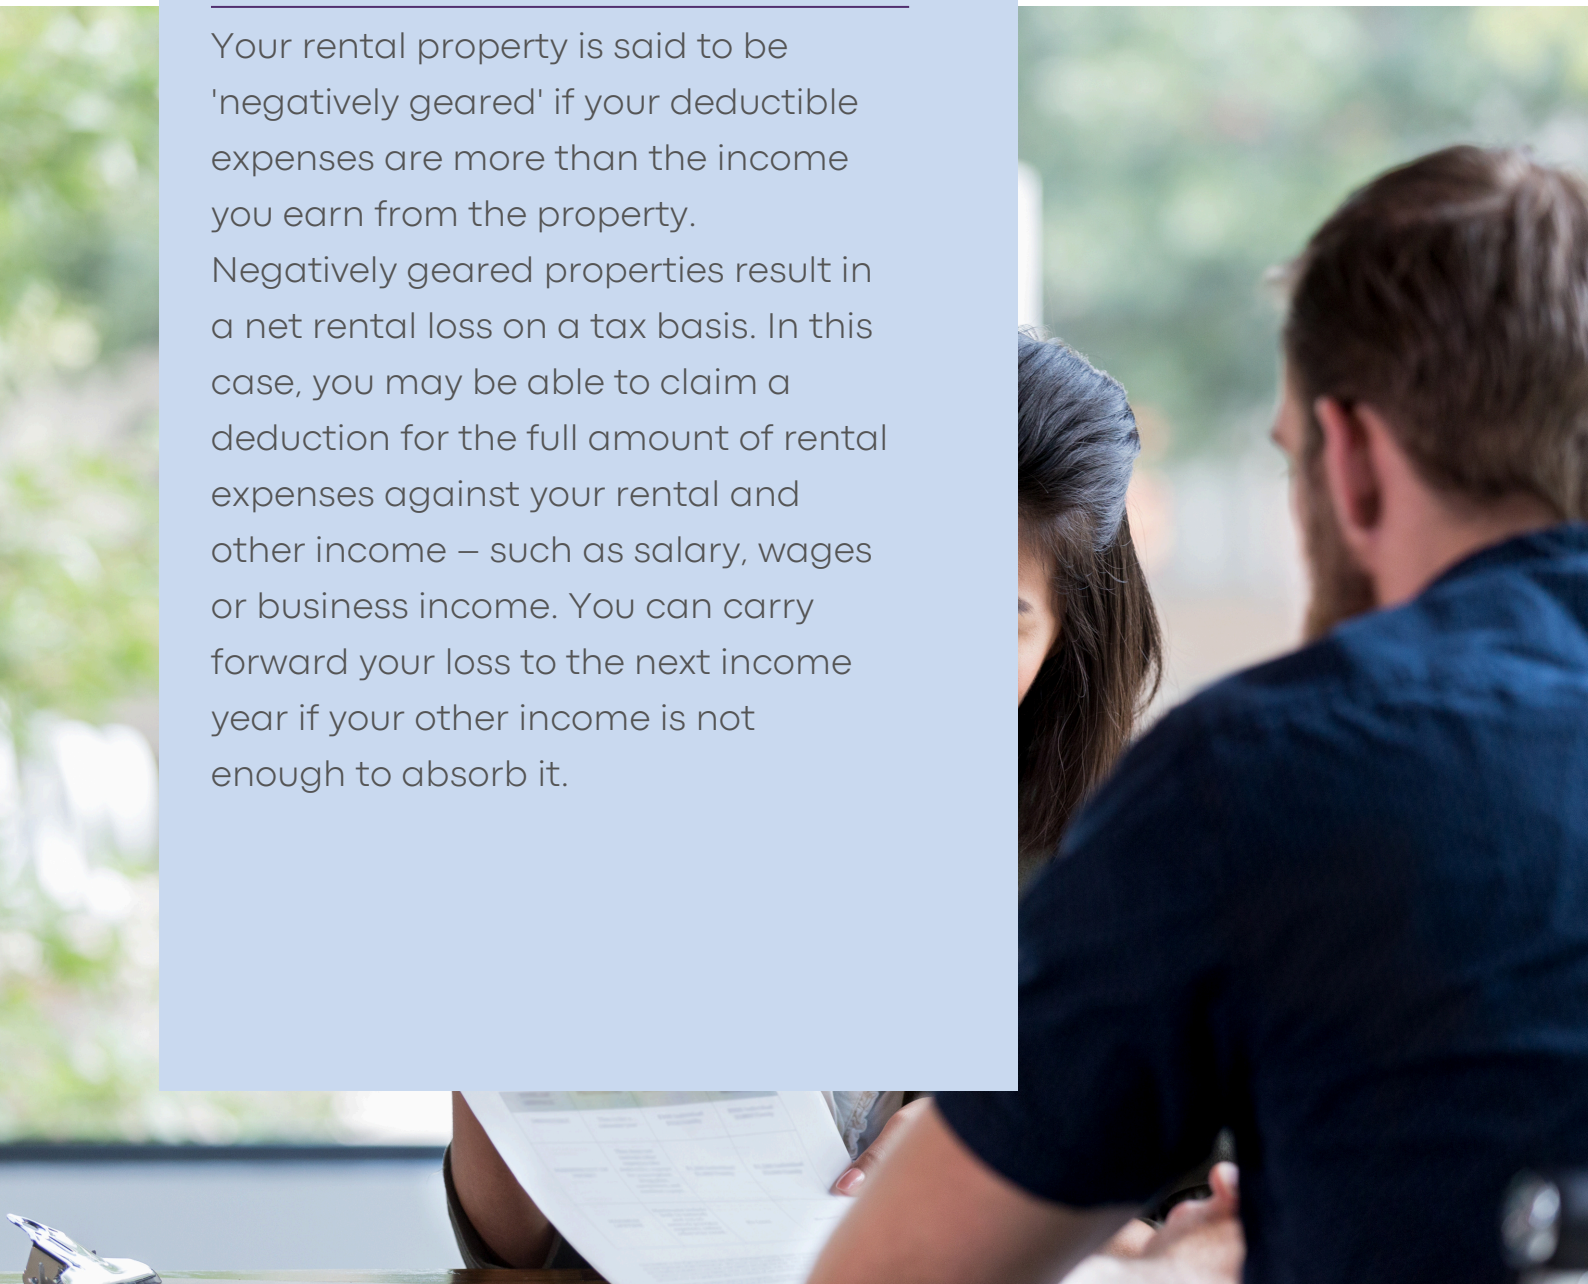 Your rental property is said to be
'negatively geared' if your deductible
expenses are more than the income
you earn from the property.
Negatively geared properties result in
a net rental loss on a tax basis. In this
case, you may be able to claim a
deduction for the full amount of rental
expenses against your rental and
other income – such as salary, wages
or business income. You can carry
forward your loss to the next income
year if your other income is not
enough to absorb it.